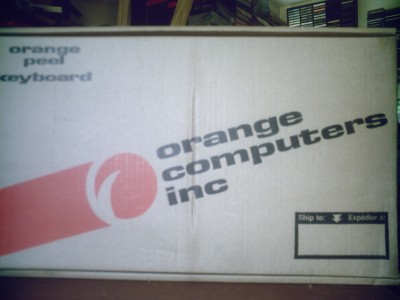 orange
peel
keyboard
orange
computers
inc
Ship to: Expédier à: